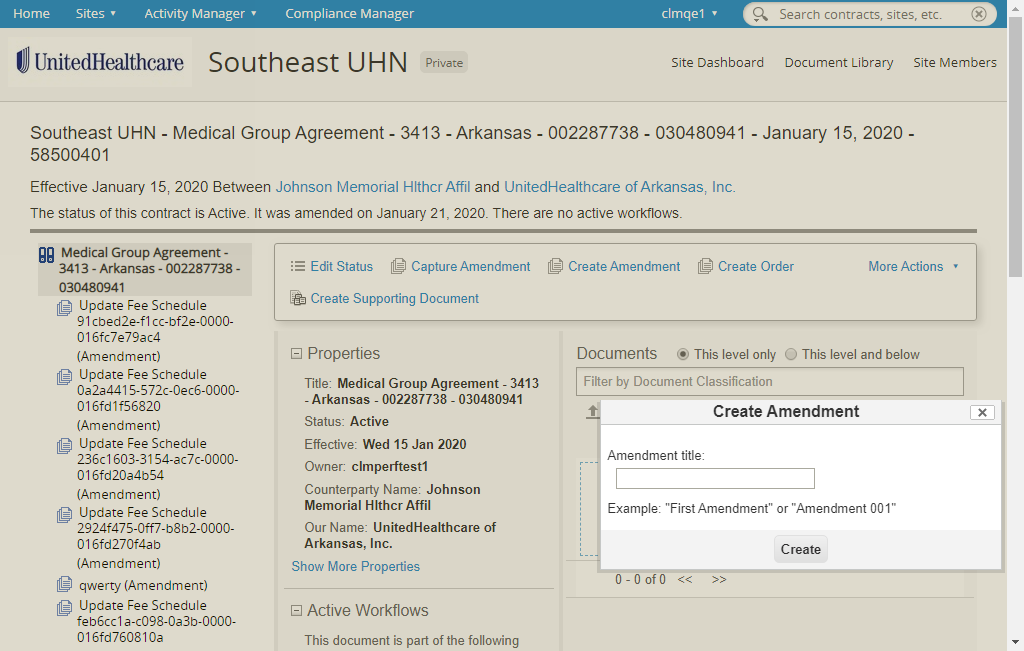 Home Sites Activity Manager Compliance Manager clmqe1 Search contracts, sites, etc.
UnitedHealthcare Southeast UHN Private Site Dashboard Document Library Site Members
Southeast UHN - Medical Group Agreement - 3413 - Arkansas - 002287738 - 030480941 - January 15, 2020 -
58500401
Effective January 15, 2020 Between Johnson Memorial Hlthcr Affil and UnitedHealthcare of Arkansas, Inc.
The status of this contract is Active. It was amended on January 21, 2020. There are no active workflows.
Medical Group Agreement -
3413 - Arkansas - 002287738 -
030480941
Update Fee Schedule
91cbed2e-f1cc-bf2e-0000-
016fc7e79ac4
(Amendment)
Update Fee Schedule
0a2a4415-572c-0ec6-0000-
016fd1f56820
(Amendment)
Update Fee Schedule
236c1603-3154-ac7c-0000-
016fd20a4b54
(Amendment)
Update Fee Schedule
2924f475-0ff7-b8b2-0000-
016fd270f4ab
(Amendment)
qwerty (Amendment)
Update Fee Schedule
feb6cc1a-c098-0a3b-0000-
016fd760810a
Edit Status Capture Amendment Create Amendment Create Order More Actions
Create Supporting Document
Properties
Title: Medical Group Agreement - 3413
- Arkansas - 002287738 - 030480941
Status: Active
Effective: Wed 15 Jan 2020
Owner: clmperftest1
Counterparty Name: Johnson
Memorial Hlthcr Affil
Our Name: UnitedHealthcare of
Arkansas, Inc.
Show More Properties
Active Workflows
This document is part of the following
Documents This level only This level and below
Filter by Document Classification
Create Amendment
Amendment title:
Example: "First Amendment" or "Amendment 001"
Create
0 - 0 of 0 << >>